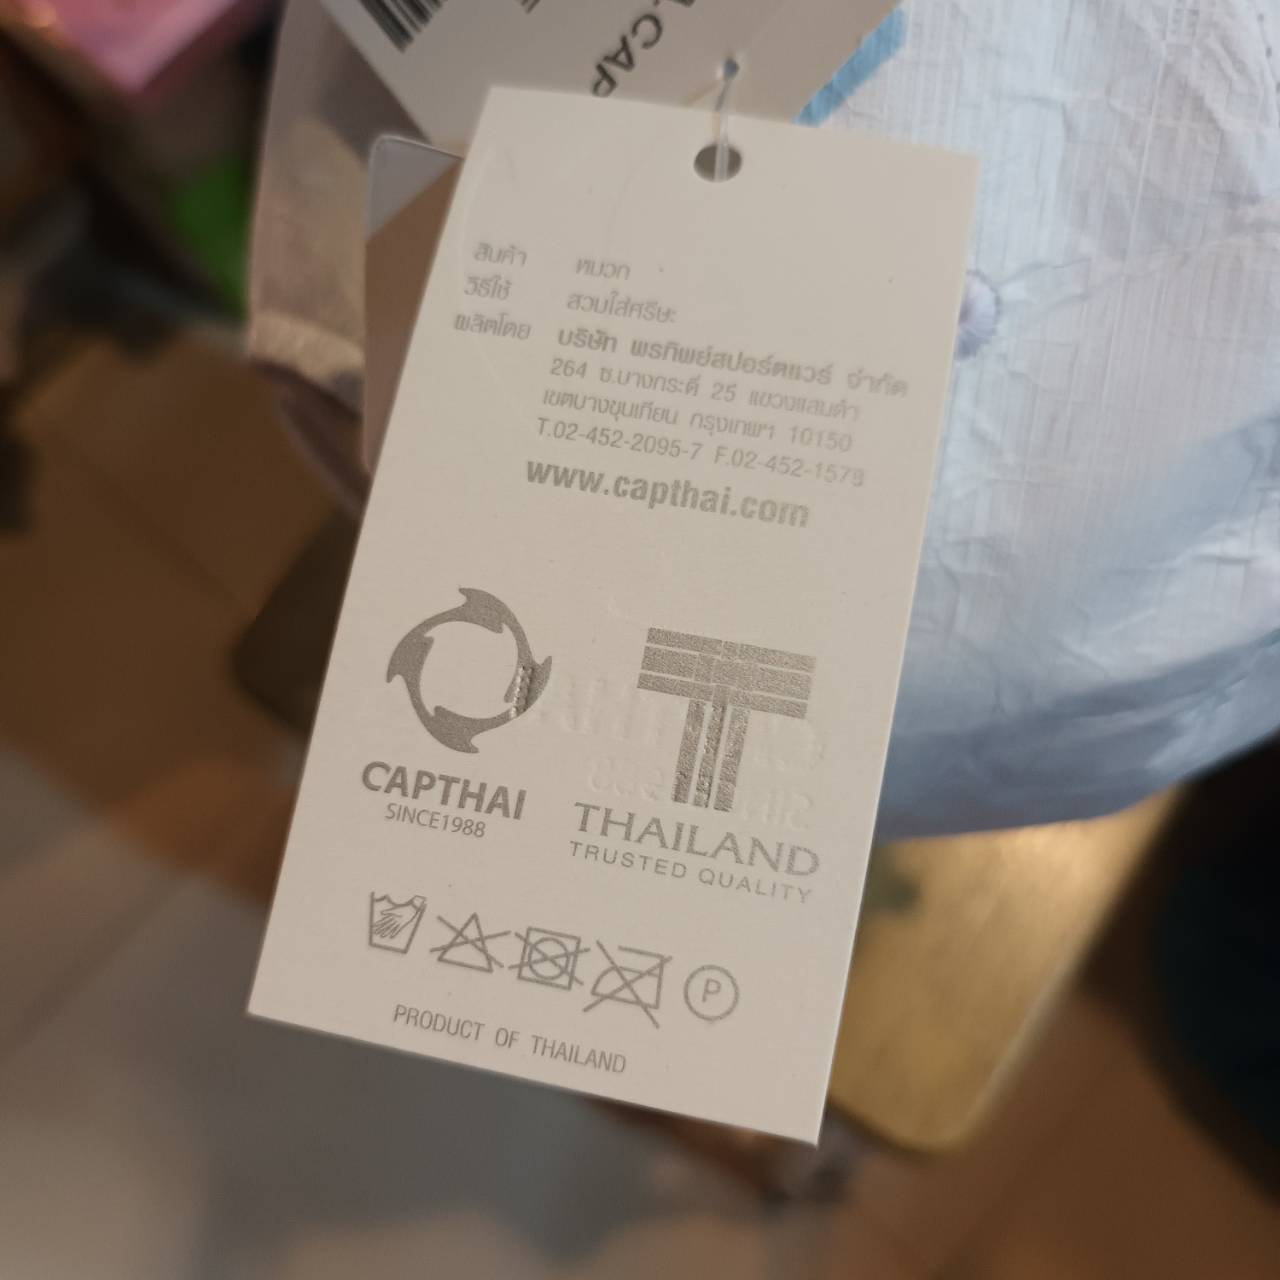 .CAP
สินค้า หมวก
วิธีใช้ สวมใส่ศรีษะ
ผลิตโดย บริษัท พรทิพย์สปอร์ตแวร์ จำกัด
264 ซ.บางกระดี่ 25 แขวงแสมดำ
เขตบางขุนเทียน กรุงเทพฯ 10150
T.02-452-2095-7 F.02-452-1578
www.capthai.com
CAPTHAI
SINCE1988
THAILAND
TRUSTED QUALITY
P
PRODUCT OF THAILAND